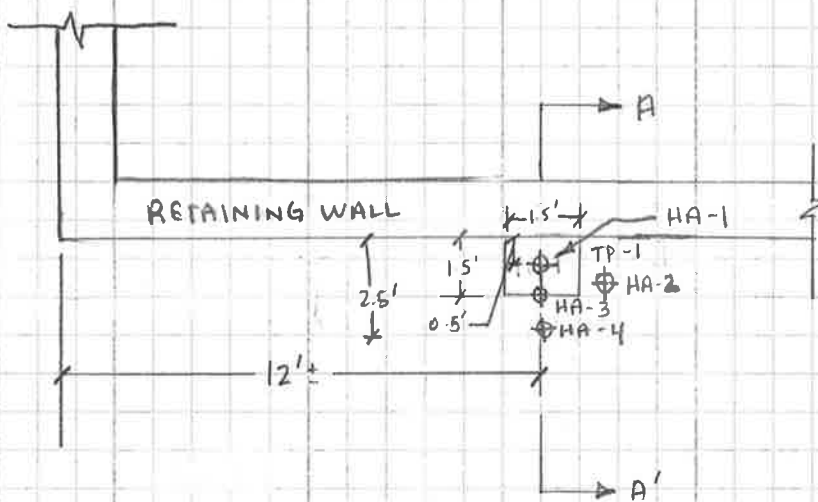 A
RETAINING WALL
1.5'
HA-1
TP-1
1.5'
HA-2
2.5'
HA-3
0.5'
HA-4
12'±
A'